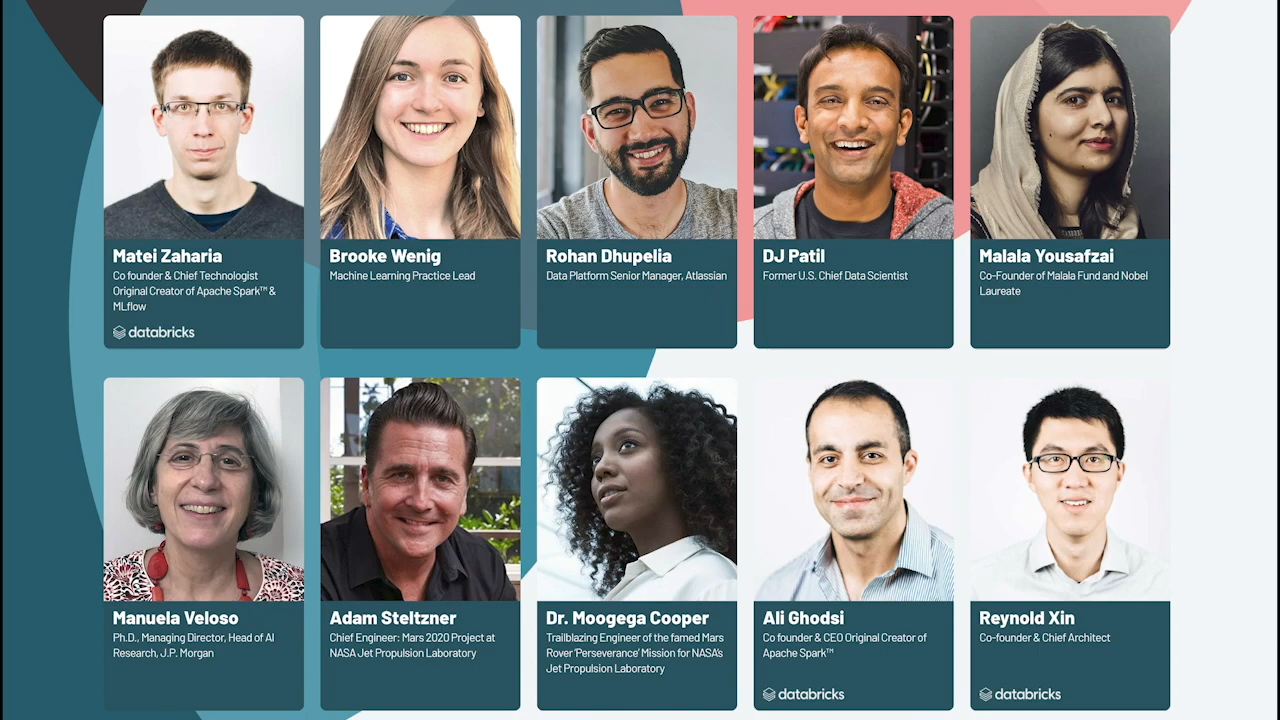 Matei Zaharia
Co founder & Chief Technologist
Original Creator of Apache Spark™ &
MLflow
databricks
Brooke Wenig
Machine Learning Practice Lead
Rohan Dhupelia
Data Platform Senior Manager, Atlassian
DJ Patil
Former U.S. Chief Data Scientist
Malala Yousafzai
Co-Founder of Malala Fund and Nobel
Laureate
Manuela Veloso
Ph.D., Managing Director, Head of AI
Research, J.P. Morgan
Adam Steltzner
Chief Engineer: Mars 2020 Project at
NASA Jet Propulsion Laboratory
Dr. Moogega Cooper
Trailblazing Engineer of the famed Mars
Rover ‘Perseverance’ Mission for NASA’s
Jet Propulsion Laboratory
Ali Ghodsi
Co founder & CEO Original Creator of
Apache Spark™
databricks
Reynold Xin
Co-founder & Chief Architect
databricks